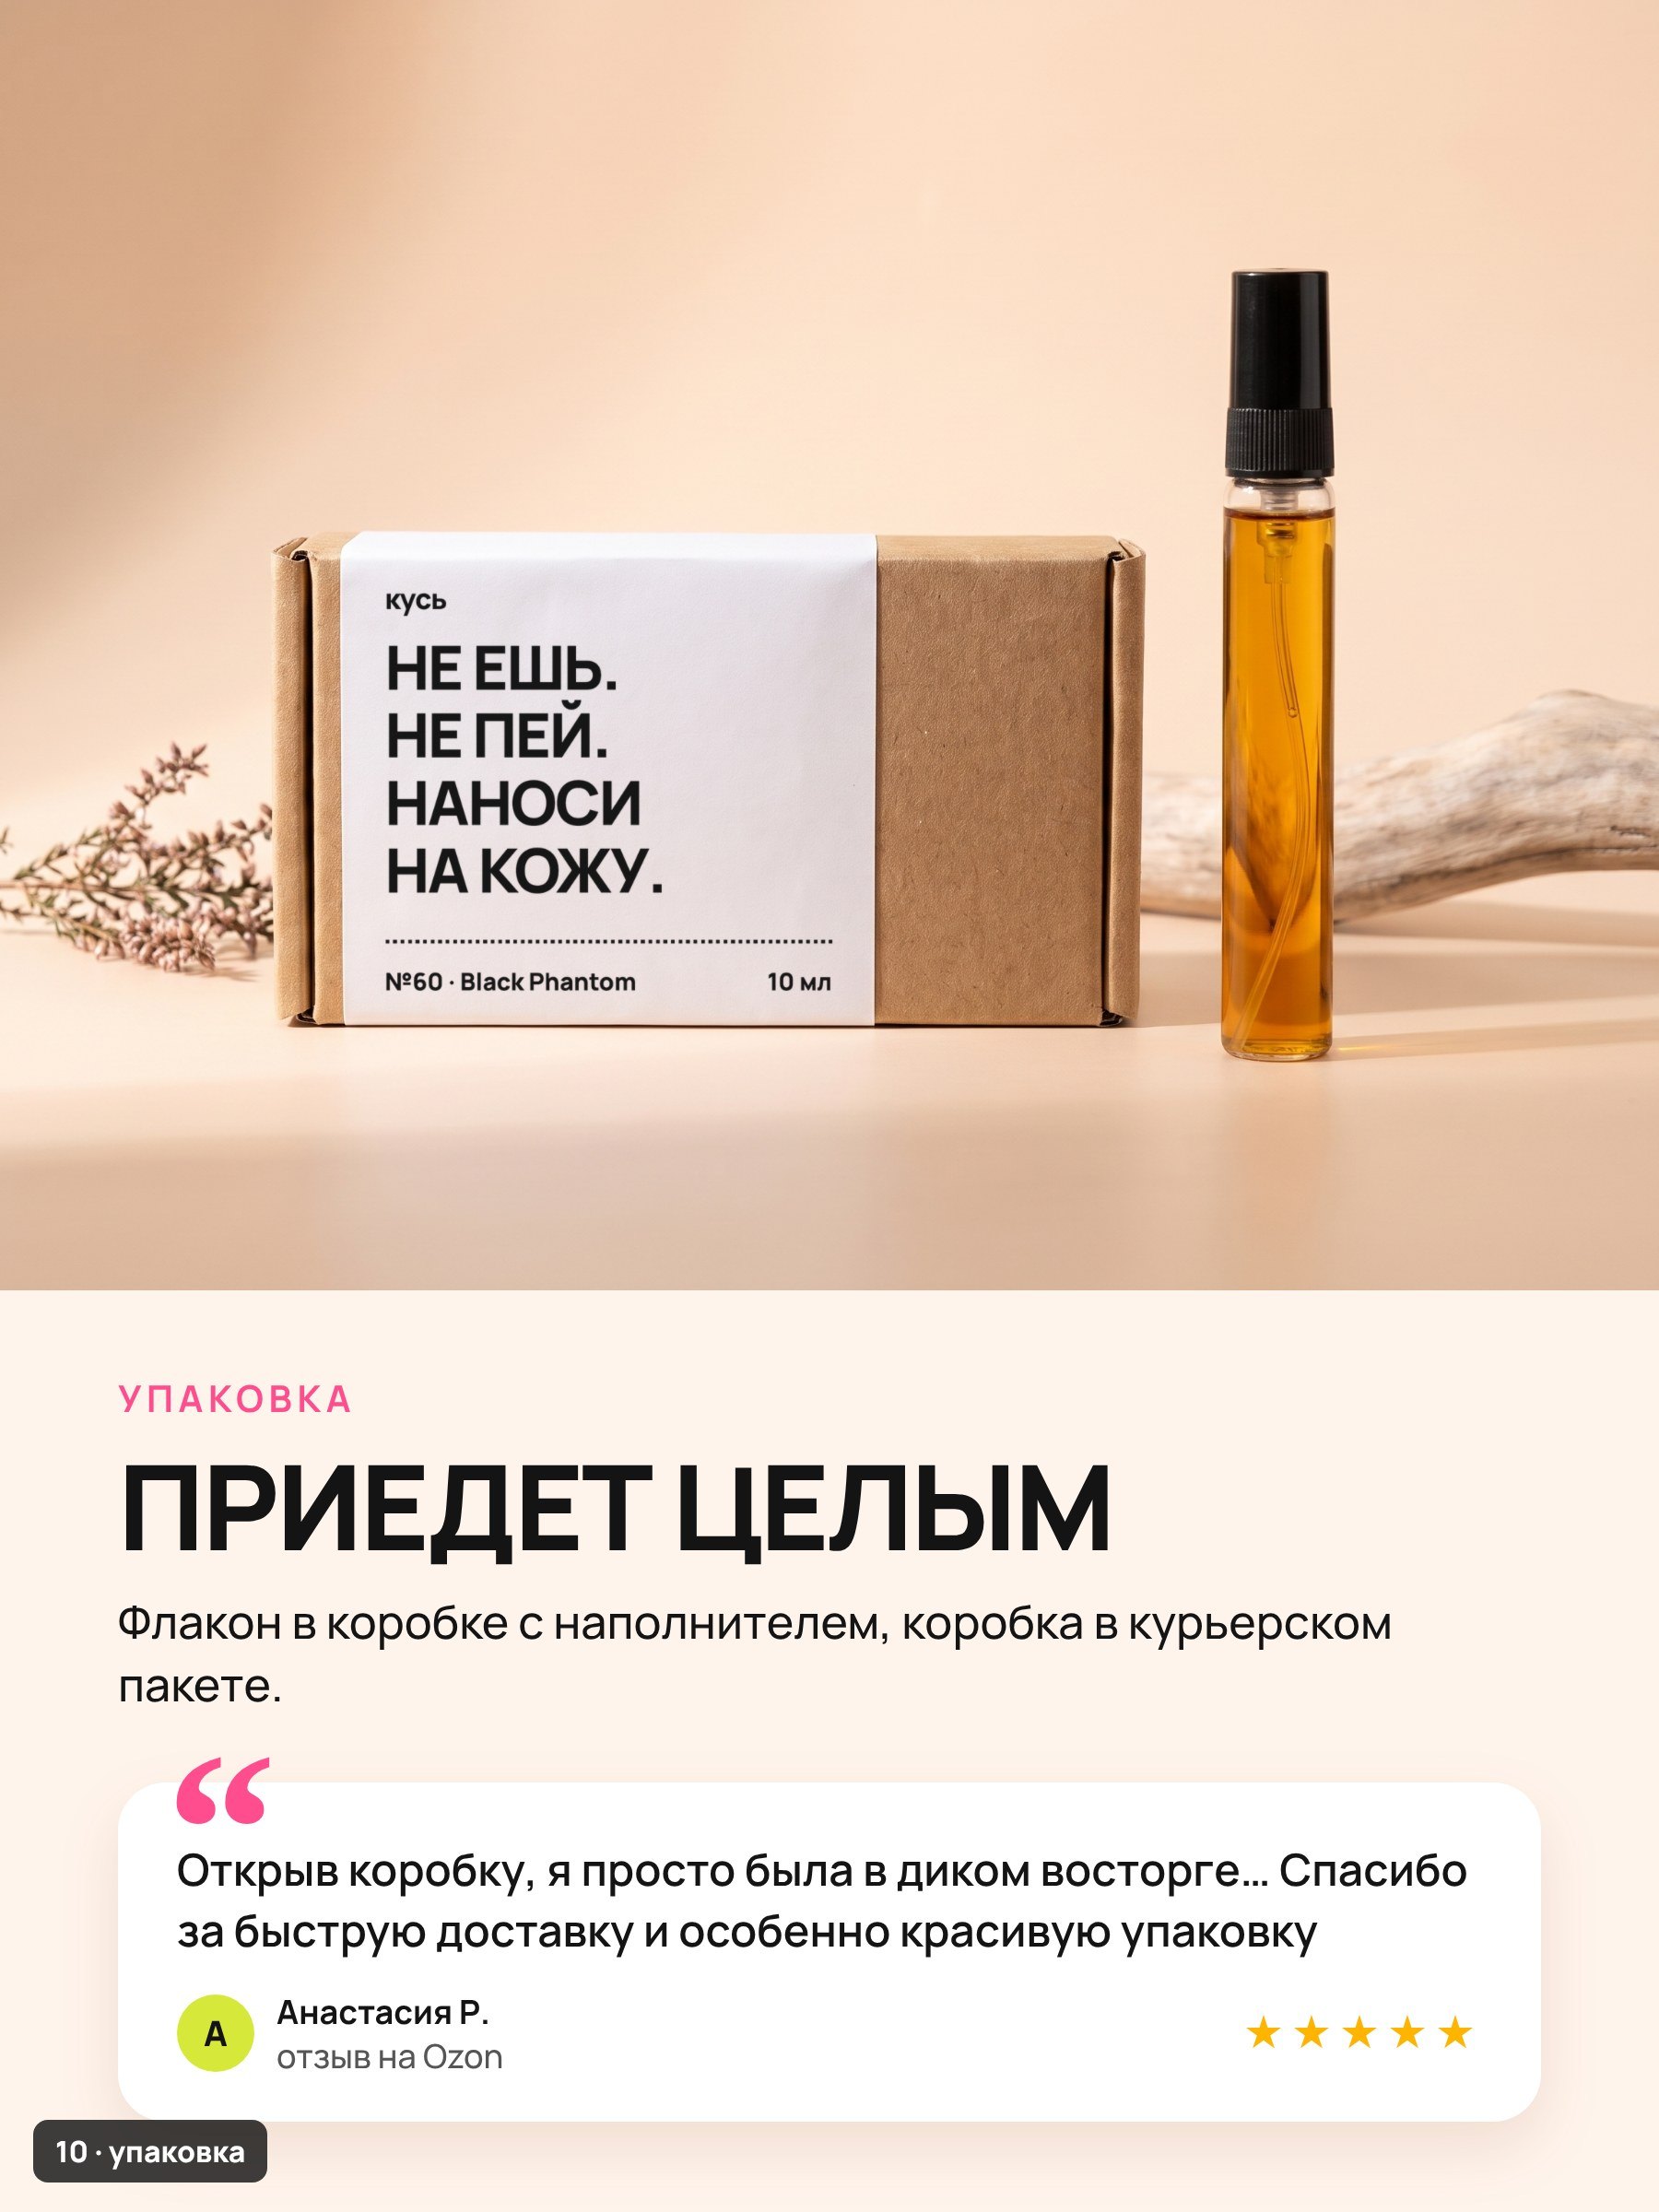 кусь
НЕ ЕШЬ.
НЕ ПЕЙ.
НАНОСИ
НА КОЖУ.
№60 · Black Phantom 10 мл
УПАКОВКА
ПРИЕДЕТ ЦЕЛЫМ
Флакон в коробке с наполнителем, коробка в курьерском
пакете.
“
Открыв коробку, я просто была в диком восторге... Спасибо
за быструю доставку и особенно красивую упаковку
А
Анастасия Р.
отзыв на Ozon
★★★★★
10 · упаковка